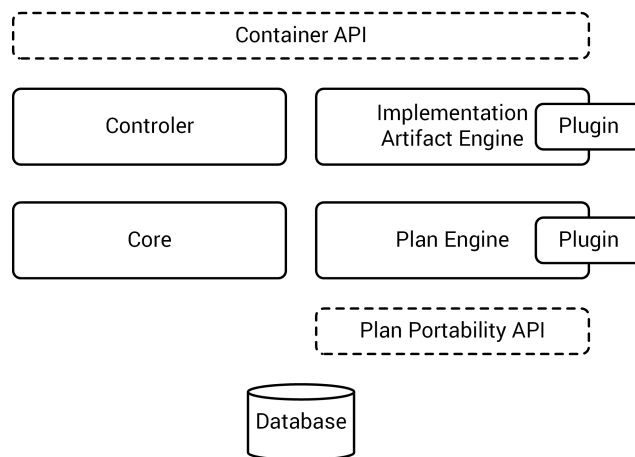 Container API
Controler
Implementation
Artifact Engine
Plugin
Core
Plan Engine
Plugin
Plan Portability API
Database